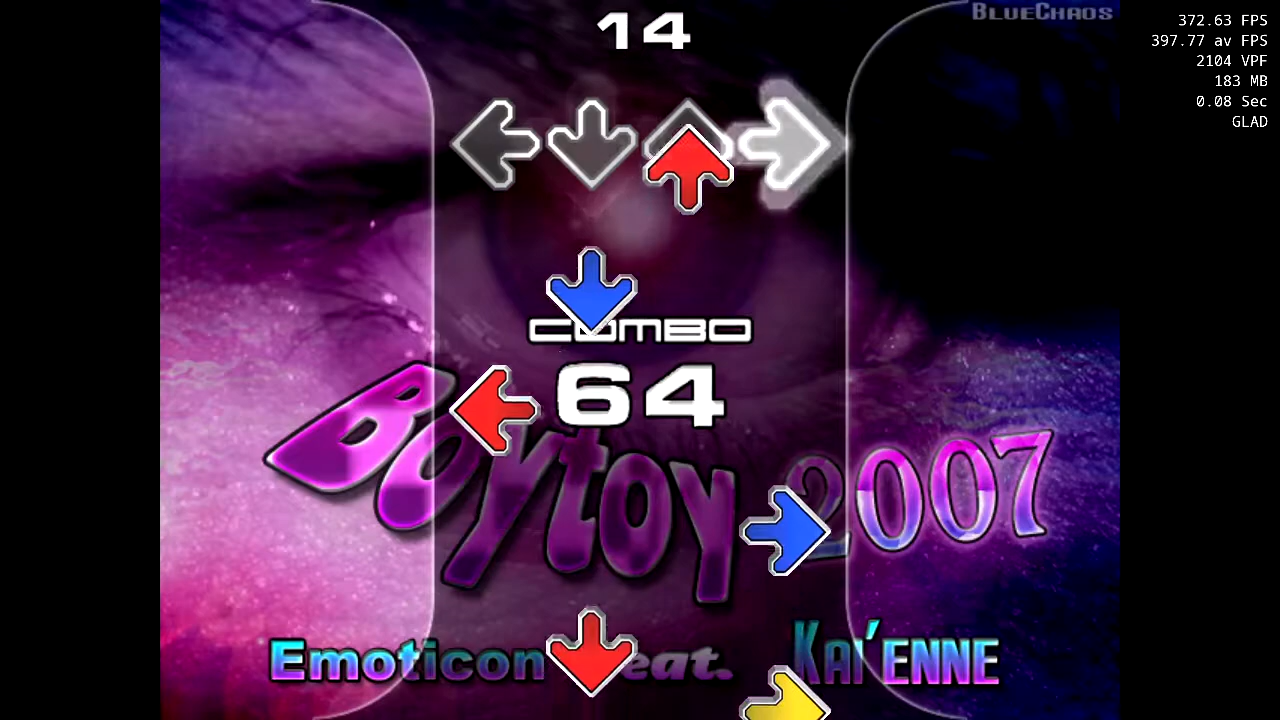 BlueChaos
372.63 FPS
397.77 av FPS
2104 VPF
183 MB
0.08 Sec
GLAD
14
COMBO
64
Boytoy 2007
Emoticon feat. Kai'enne